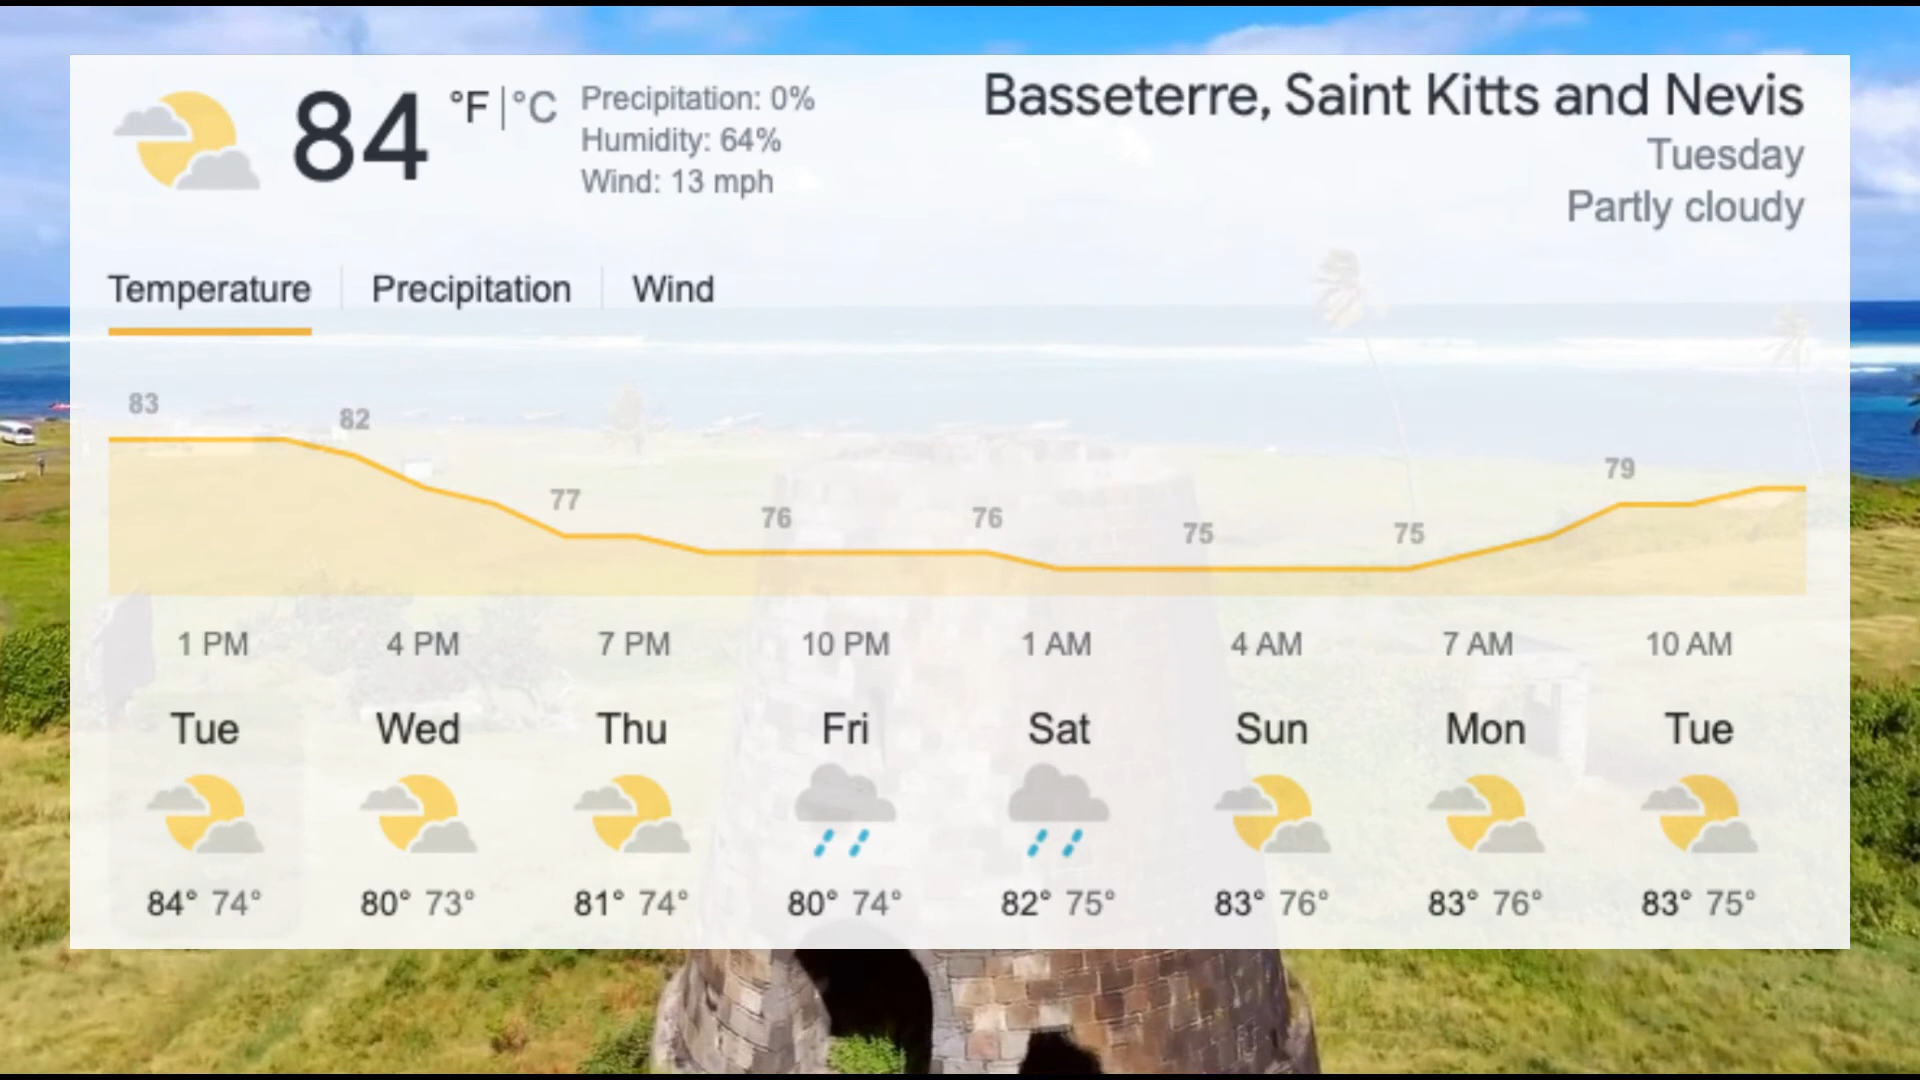 84 °F | °C
Precipitation: 0%
Humidity: 64%
Wind: 13 mph
Basseterre, Saint Kitts and Nevis
Tuesday
Partly cloudy
Temperature Precipitation Wind
83 82 77 76 76 75 75 79
1 PM 4 PM 7 PM 10 PM 1 AM 4 AM 7 AM 10 AM
Tue Wed Thu Fri Sat Sun Mon Tue
84° 74° 80° 73° 81° 74° 80° 74° 82° 75° 83° 76° 83° 76° 83° 75°